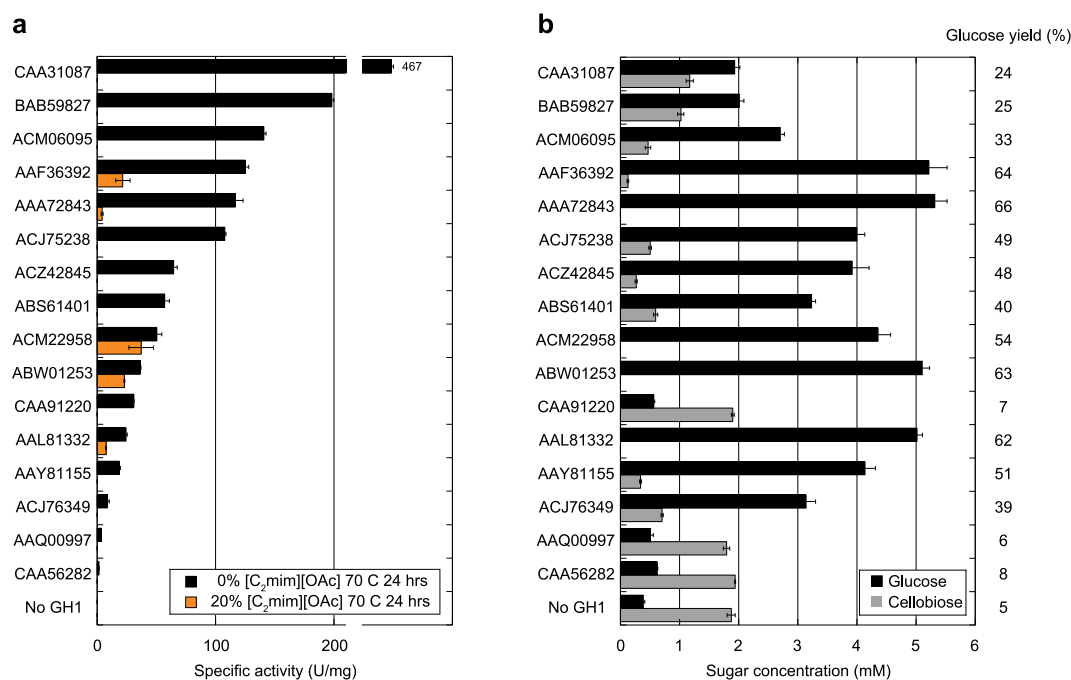 a
CAA31087
467
BAB59827
ACM06095
AAF36392
AAA72843
ACJ75238
ACZ42845
ABS61401
ACM22958
ABW01253
CAA91220
AAL81332
AAY81155
ACJ76349
AAQ00997
CAA56282
No GH1
0% [C₂mim][OAc] 70 C 24 hrs
20% [C₂mim][OAc] 70 C 24 hrs
0 100 200
Specific activity (U/mg)
b
Glucose yield (%)
CAA31087 24
BAB59827 25
ACM06095 33
AAF36392 64
AAA72843 66
ACJ75238 49
ACZ42845 48
ABS61401 40
ACM22958 54
ABW01253 63
CAA91220 7
AAL81332 62
AAY81155 51
ACJ76349 39
AAQ00997 6
CAA56282 8
No GH1 5
Glucose
Cellobiose
0 1 2 3 4 5 6
Sugar concentration (mM)